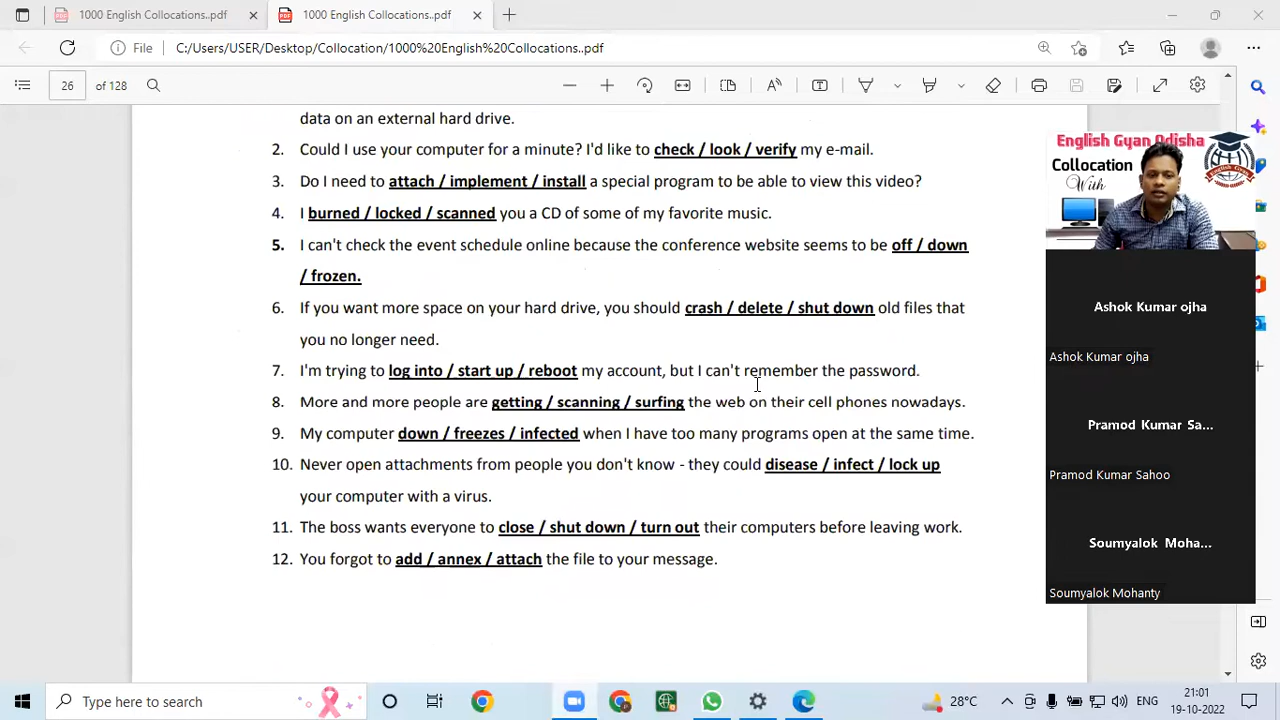 1000 English Collocations..pdf
1000 English Collocations..pdf
File C:/Users/USER/Desktop/Collocation/1000%20English%20Collocations..pdf
26 of 128
data on an external hard drive.
2. Could I use your computer for a minute? I'd like to check / look / verify my e-mail.
3. Do I need to attach / implement / install a special program to be able to view this video?
4. I burned / locked / scanned you a CD of some of my favorite music.
5. I can't check the event schedule online because the conference website seems to be off / down
/ frozen.
6. If you want more space on your hard drive, you should crash / delete / shut down old files that
you no longer need.
7. I'm trying to log into / start up / reboot my account, but I can't remember the password.
8. More and more people are getting / scanning / surfing the web on their cell phones nowadays.
9. My computer down / freezes / infected when I have too many programs open at the same time.
10. Never open attachments from people you don't know - they could disease / infect / lock up
your computer with a virus.
11. The boss wants everyone to close / shut down / turn out their computers before leaving work.
12. You forgot to add / annex / attach the file to your message.
English Gyan Odisha
Collocation
With
Ashok Kumar ojha
Ashok Kumar ojha
Pramod Kumar Sa...
Pramod Kumar Sahoo
Soumyalok Moha...
Soumyalok Mohanty
Type here to search
28°C
ENG
21:01
19-10-2022